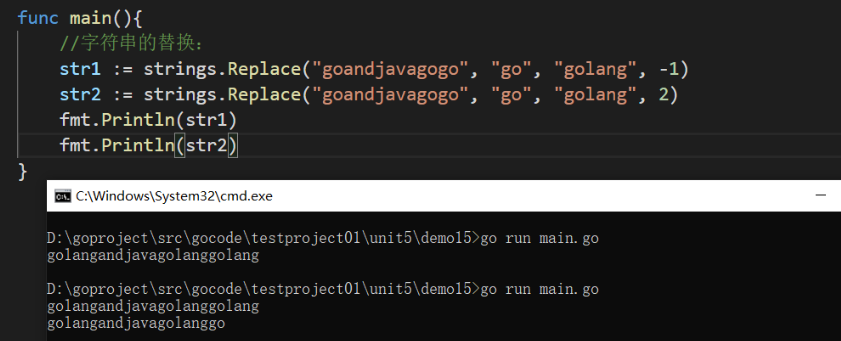 func main(){
//字符串的替换：
str1 := strings.Replace("goandjavagogo", "go", "golang", -1)
str2 := strings.Replace("goandjavagogo", "go", "golang", 2)
fmt.Println(str1)
fmt.Println(str2)
}
C:\Windows\System32\cmd.exe
D:\goproject\src\gocode\testproject01\unit5\demo15>go run main.go
golangandjavagolanggolang
D:\goproject\src\gocode\testproject01\unit5\demo15>go run main.go
golangandjavagolanggolang
golangandjavagolanggo